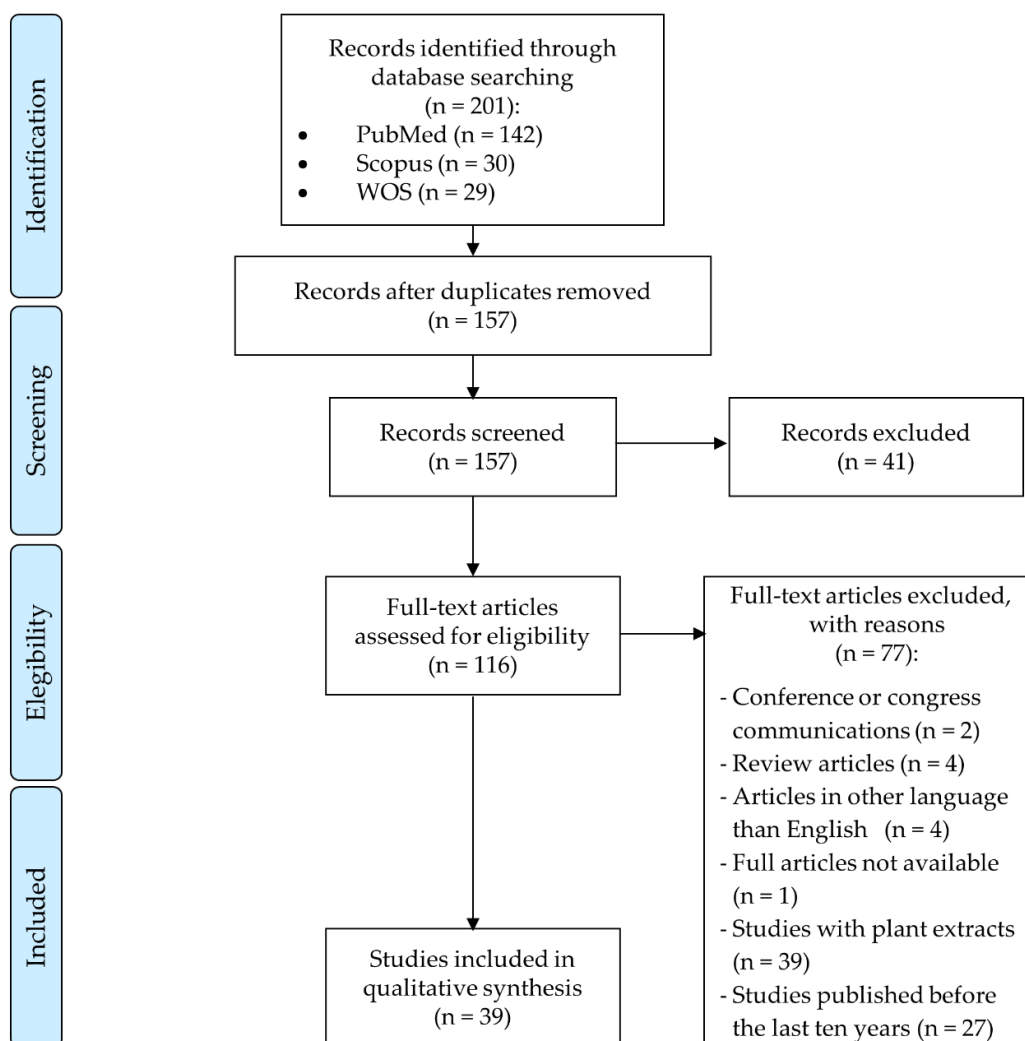 Identification
Records identified through
database searching
(n = 201):
• PubMed (n = 142)
• Scopus (n = 30)
• WOS (n = 29)
Records after duplicates removed
(n = 157)
Screening
Records screened
(n = 157)
Records excluded
(n = 41)
Elegibility
Full-text articles
assessed for eligibility
(n = 116)
Full-text articles excluded,
with reasons
(n = 77):
- Conference or congress
communications (n = 2)
- Review articles (n = 4)
- Articles in other language
than English (n = 4)
- Full articles not available
(n = 1)
- Studies with plant extracts
(n = 39)
- Studies published before
the last ten years (n = 27)
Included
Studies included in
qualitative synthesis
(n = 39)